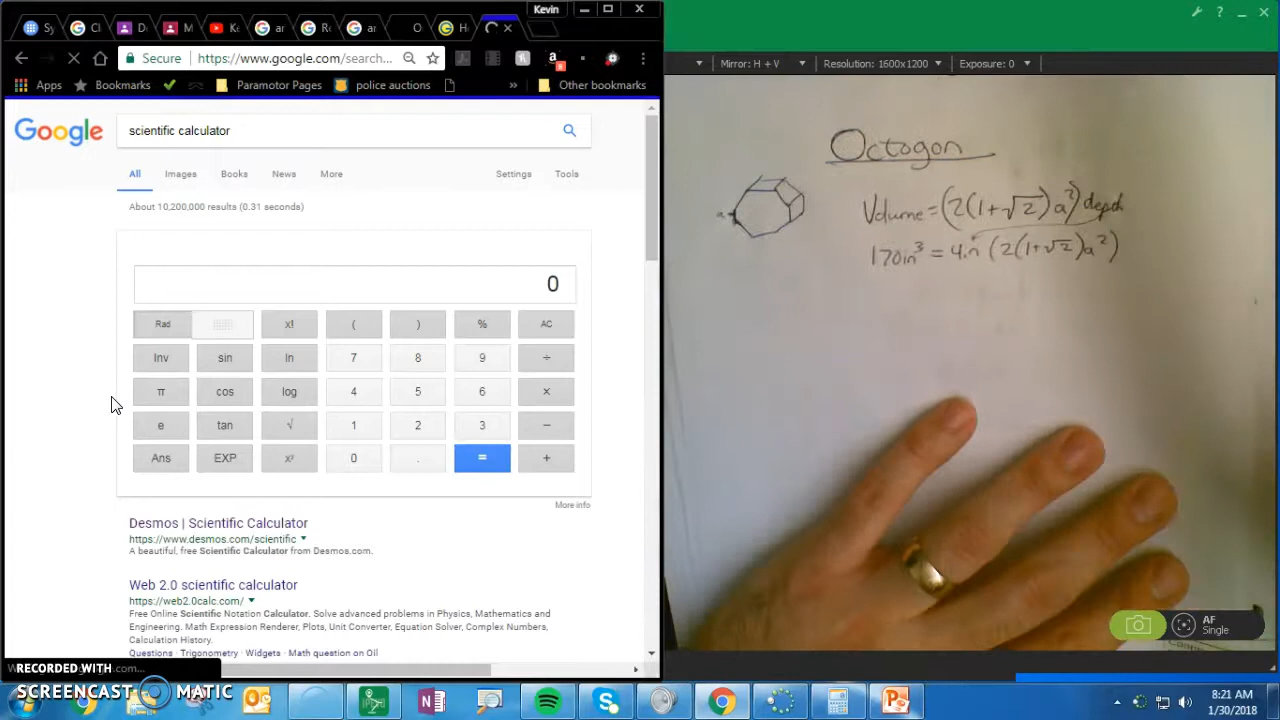 Kevin
Sy
Cl
D
M
Ke
ar
Re
ar
O
H
Secure
https://www.google.com/search...
Apps
Bookmarks
Paramotor Pages
police auctions
»
Other bookmarks
Google
scientific calculator
All
Images
Books
News
More
Settings
Tools
About 10,200,000 results (0.31 seconds)
0
Rad
x!
(
)
%
AC
Inv
sin
ln
7
8
9
÷
π
cos
log
4
5
6
×
e
tan
√
1
2
3
−
Ans
EXP
xʸ
0
.
=
+
More info
Desmos | Scientific Calculator
https://www.desmos.com/scientific
A beautiful, free Scientific Calculator from Desmos.com.
Web 2.0 scientific calculator
https://web2.0calc.com/
Free Online Scientific Notation Calculator. Solve advanced problems in Physics, Mathematics and
Engineering. Math Expression Renderer, Plots, Unit Converter, Equation Solver, Complex Numbers,
Calculation History.
Questions · Trigonometry · Widgets · Math question on Oil
RECORDED WITH
SCREENCAST MATIC
Mirror: H + V
Resolution: 1600x1200
Exposure: 0
Octogon
a
Volume = (2(1+√2)a²) depth
170in³ = 4in (2(1+√2)a²)
AF
Single
8:21 AM
1/30/2018